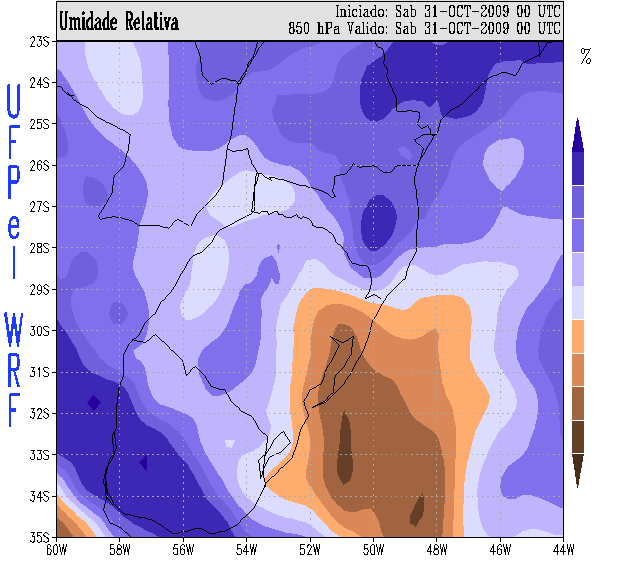 Umidade Relativa
Iniciado: Sab 31-OCT-2009 00 UTC
850 hPa Valido: Sab 31-OCT-2009 00 UTC
%
UFPel WRF
23S
24S
25S
26S
27S
28S
29S
30S
31S
32S
33S
34S
35S
60W 58W 56W 54W 52W 50W 48W 46W 44W